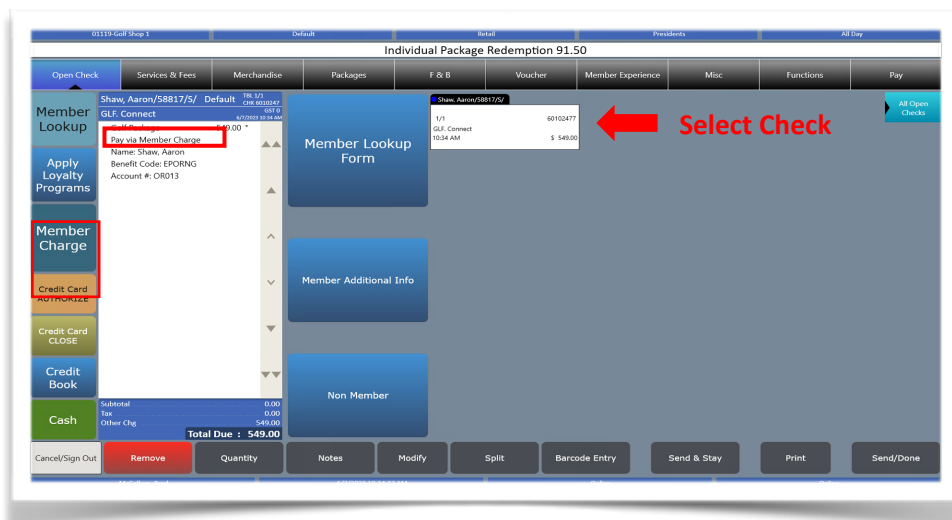 01119-Golf Shop 1 Default Retail Presidents All Day
Individual Package Redemption 91.50
Open Check Services & Fees Merchandise Packages F & B Voucher Member Experience Misc Functions Pay
Member Lookup
Apply Loyalty Programs
Member Charge
Credit Card AUTHORIZE
Credit Card CLOSE
Credit Book
Cash
Shaw, Aaron/58817/S/ Default TBL 1/1
CHK 6010247
GLF. Connect GST 0
6/7/2023 10:34 AM
Golf Package 549.00 *
Pay via Member Charge
Name: Shaw, Aaron
Benefit Code: EPORNG
Account #: OR013
Subtotal 0.00
Tax 0.00
Other Chg 549.00
Total Due : 549.00
Member Lookup
Form
Member Additional Info
Non Member
Shaw, Aaron/58817/S/
1/1 60102477
GLF. Connect
10:34 AM $ 549.00
Select Check
All Open
Checks
Cancel/Sign Out Remove Quantity Notes Modify Split Barcode Entry Send & Stay Print Send/Done